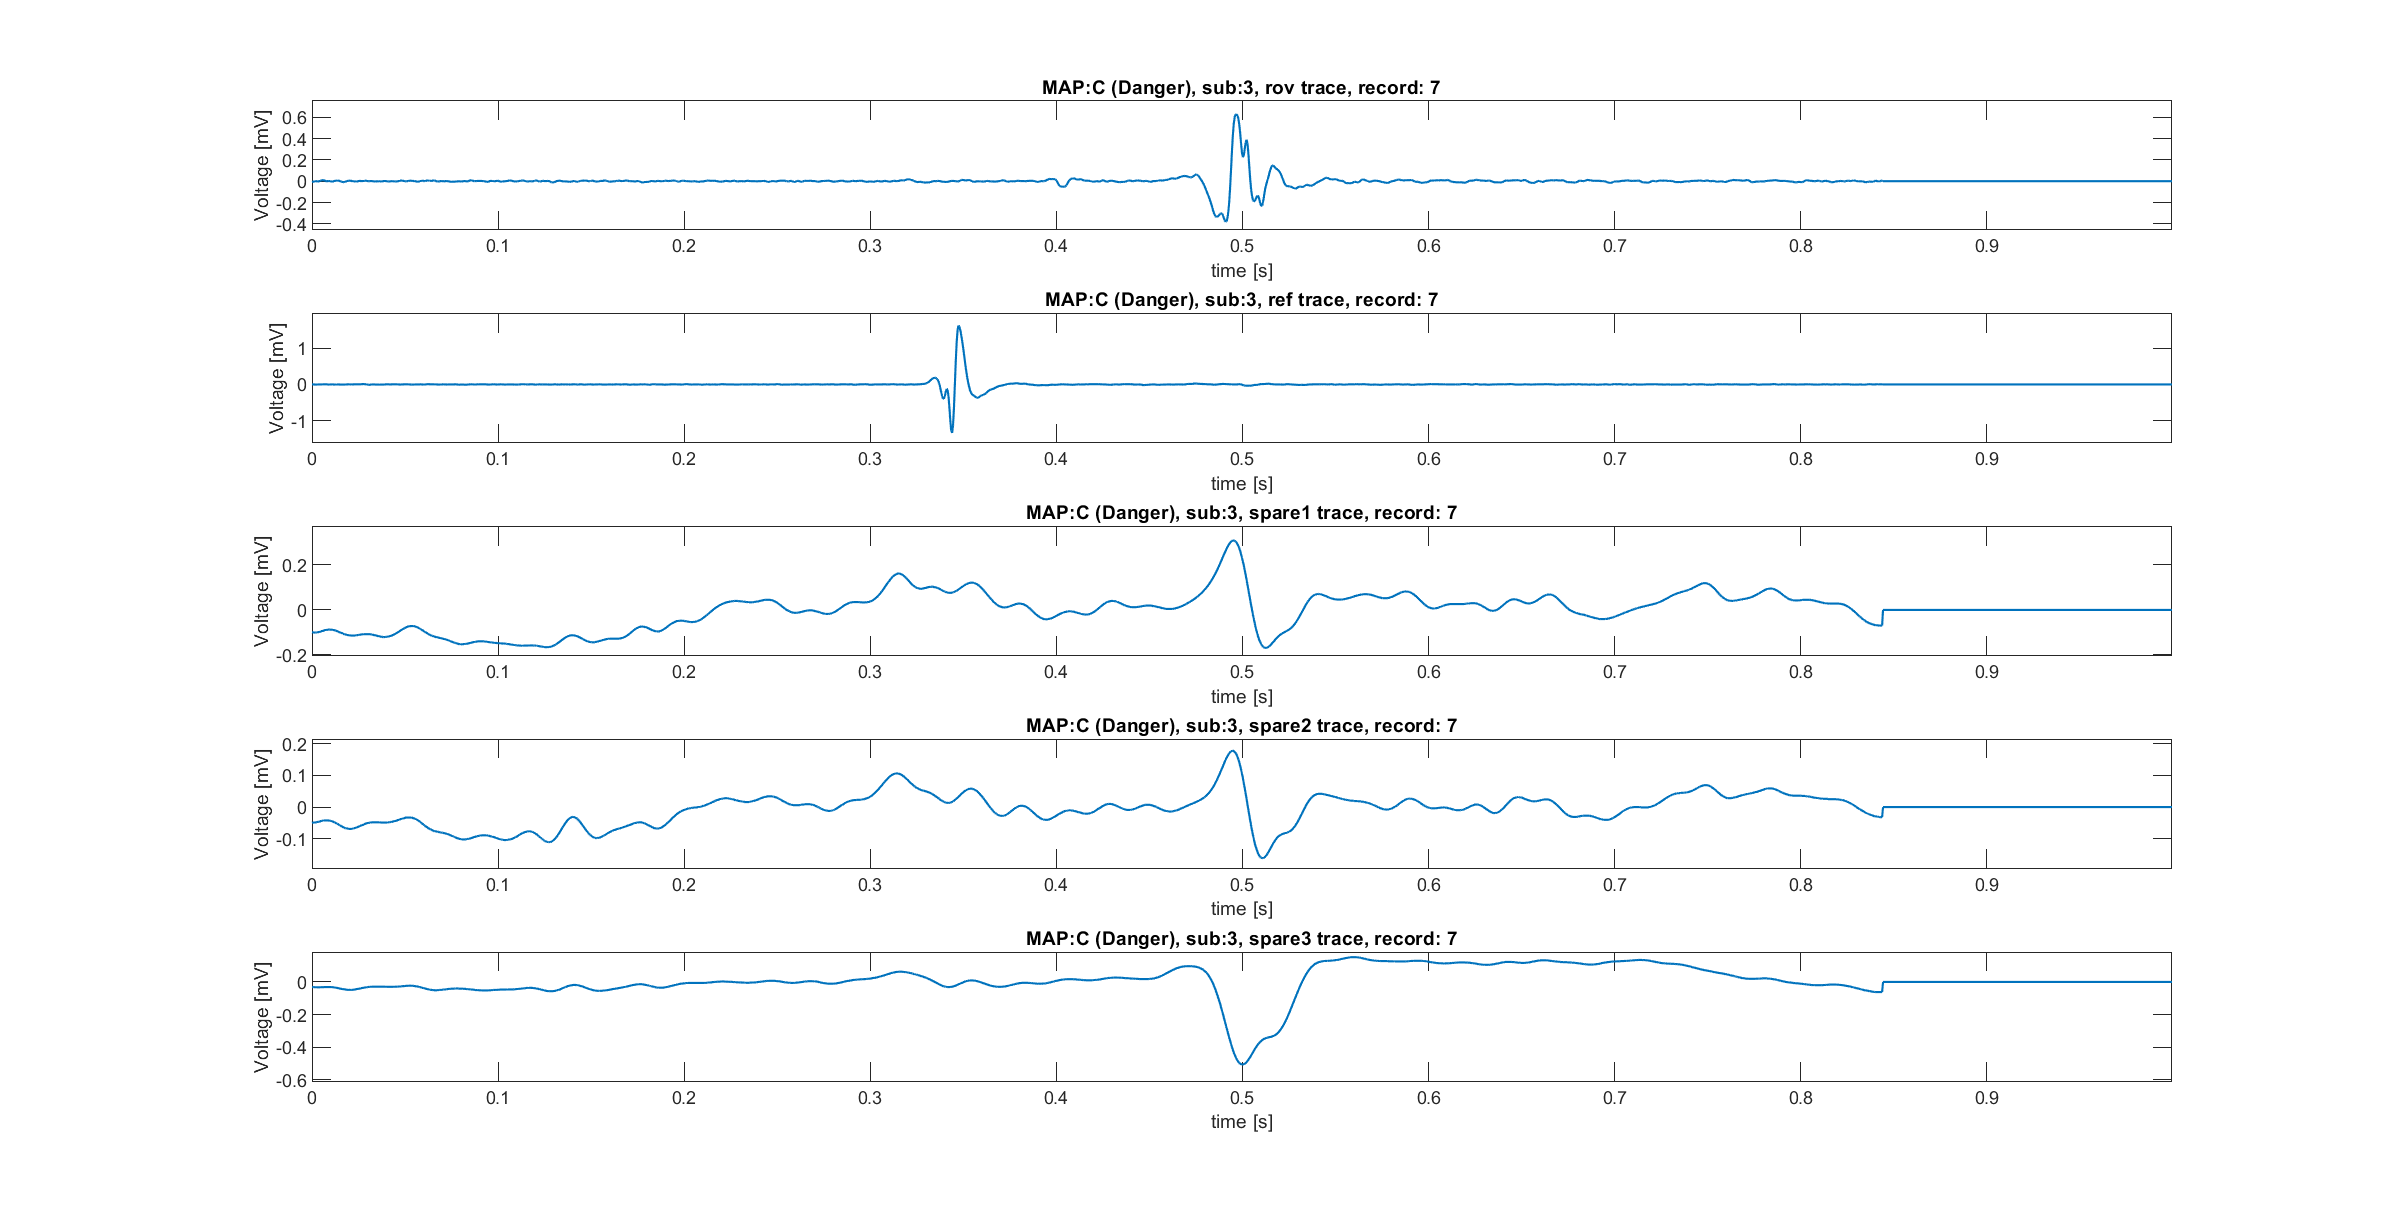 MAP:C (Danger), sub:3, rov trace, record: 7
Voltage [mV]
0.6
0.4
0.2
0
-0.2
-0.4
0 0.1 0.2 0.3 0.4 0.5 0.6 0.7 0.8 0.9
time [s]
MAP:C (Danger), sub:3, ref trace, record: 7
Voltage [mV]
1
0
-1
0 0.1 0.2 0.3 0.4 0.5 0.6 0.7 0.8 0.9
time [s]
MAP:C (Danger), sub:3, spare1 trace, record: 7
Voltage [mV]
0.2
0
-0.2
0 0.1 0.2 0.3 0.4 0.5 0.6 0.7 0.8 0.9
time [s]
MAP:C (Danger), sub:3, spare2 trace, record: 7
Voltage [mV]
0.2
0.1
0
-0.1
0 0.1 0.2 0.3 0.4 0.5 0.6 0.7 0.8 0.9
time [s]
MAP:C (Danger), sub:3, spare3 trace, record: 7
Voltage [mV]
0
-0.2
-0.4
-0.6
0 0.1 0.2 0.3 0.4 0.5 0.6 0.7 0.8 0.9
time [s]